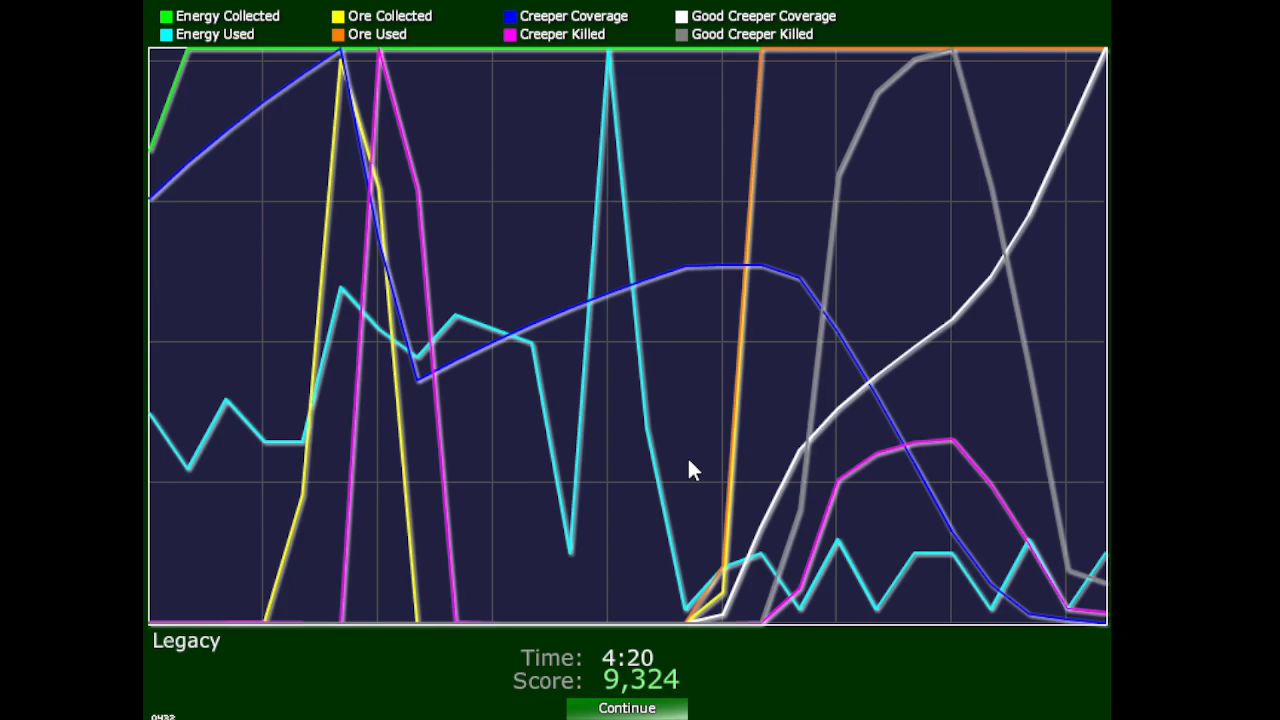 Energy Collected Ore Collected Creeper Coverage Good Creeper Coverage
Energy Used Ore Used Creeper Killed Good Creeper Killed
Legacy
Time: 4:20
Score: 9,324
Continue